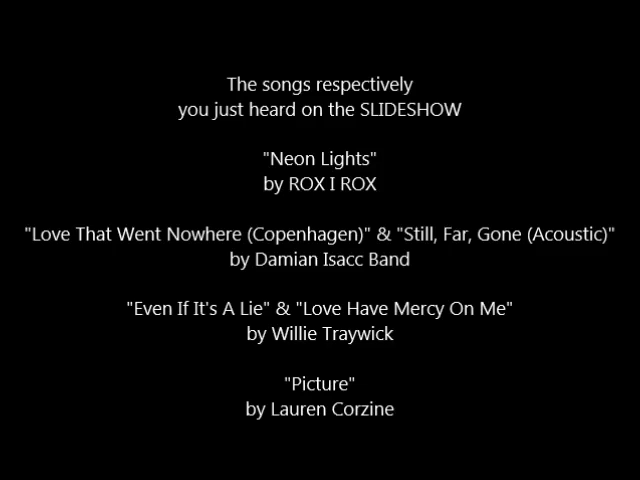 The songs respectively
you just heard on the SLIDESHOW
"Neon Lights"
by ROX I ROX
"Love That Went Nowhere (Copenhagen)" & "Still, Far, Gone (Acoustic)"
by Damian Isacc Band
"Even If It's A Lie" & "Love Have Mercy On Me"
by Willie Traywick
"Picture"
by Lauren Corzine